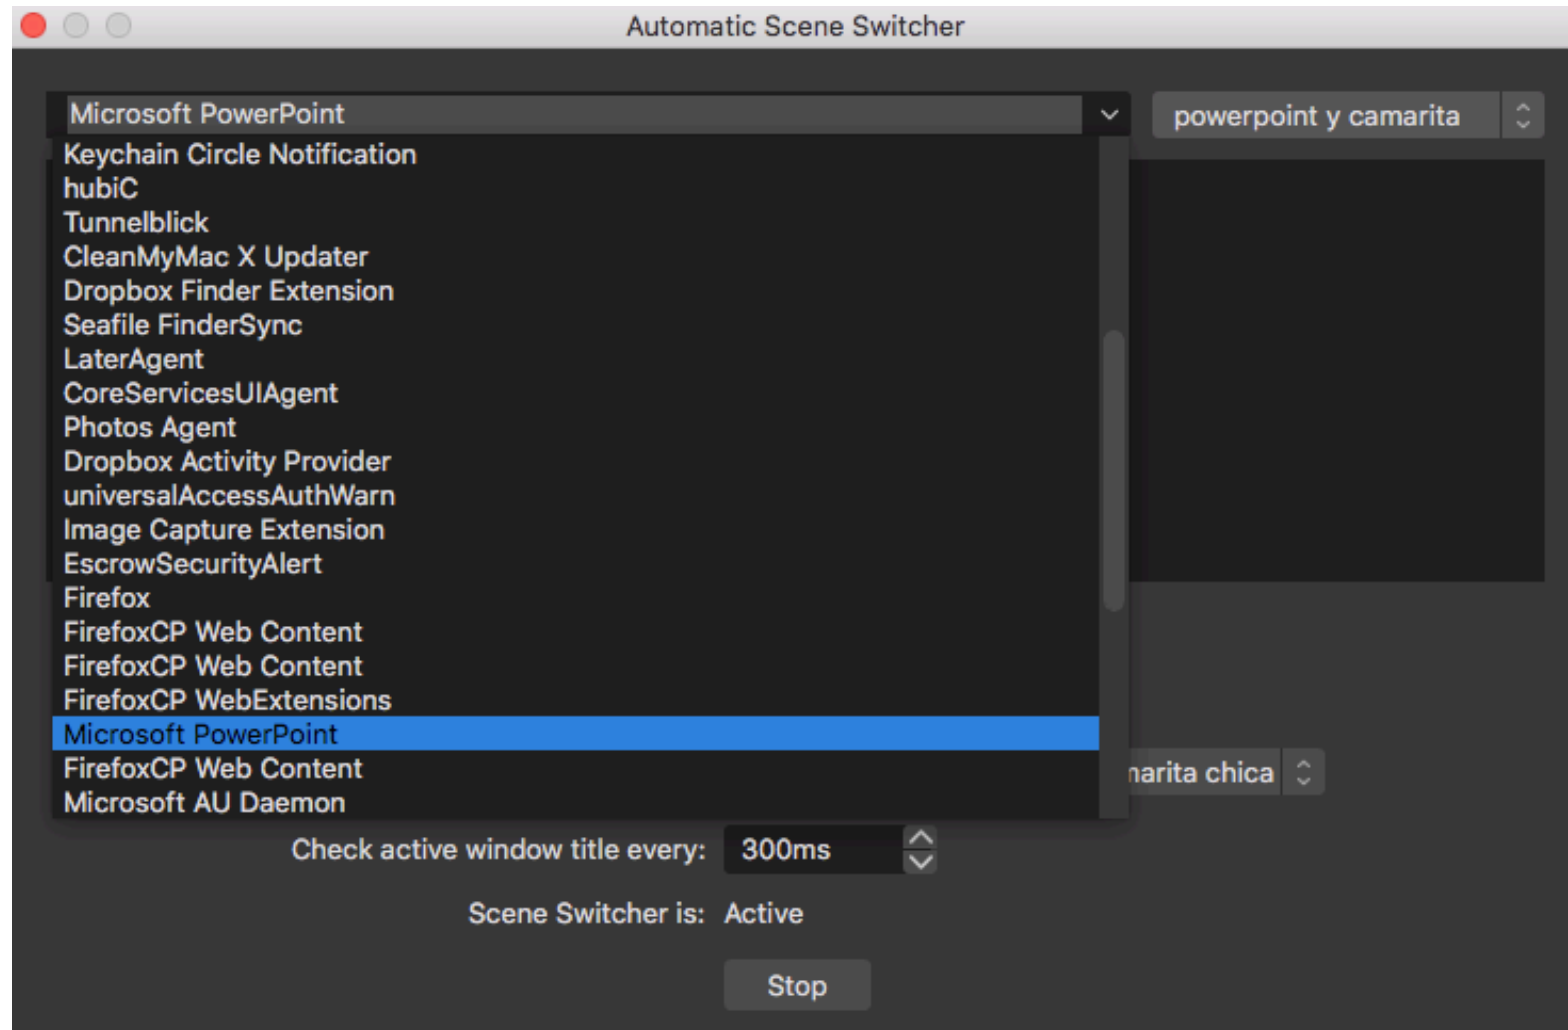 Automatic Scene Switcher
Microsoft PowerPoint
powerpoint y camarita
Keychain Circle Notification
hubiC
Tunnelblick
CleanMyMac X Updater
Dropbox Finder Extension
Seafile FinderSync
LaterAgent
CoreServicesUIAgent
Photos Agent
Dropbox Activity Provider
universalAccessAuthWarn
Image Capture Extension
EscrowSecurityAlert
Firefox
FirefoxCP Web Content
FirefoxCP Web Content
FirefoxCP WebExtensions
Microsoft PowerPoint
FirefoxCP Web Content
chica
Microsoft AU Daemon
Check active window title every: 300ms
Scene Switcher is: Active
Stop